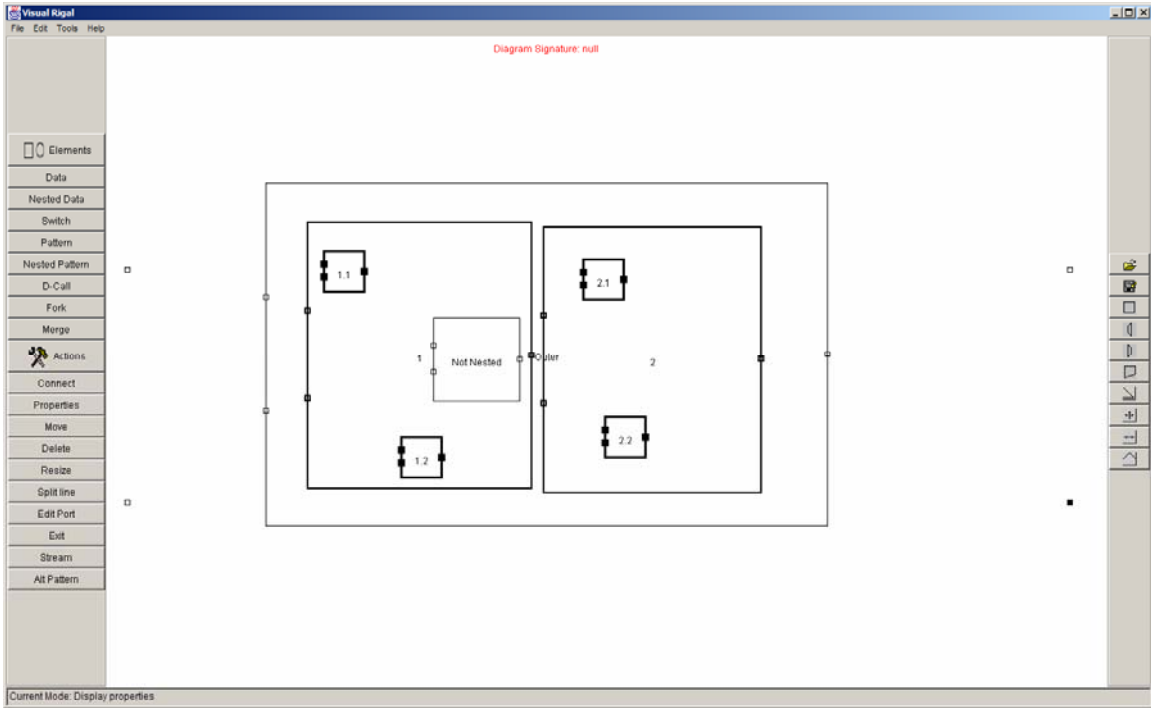 Visual Rigal
File Edit Tools Help
Diagram Signature: null
Elements
Data
Nested Data
Switch
Pattern
Nested Pattern
D-Call
Fork
Merge
Actions
Connect
Properties
Move
Delete
Resize
Split line
Edit Port
Exit
Stream
Alt Pattern
1.1
2.1
1
Not Nested
Outer
2
1.2
2.2
Current Mode: Display properties